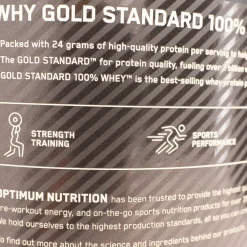 WHY GOLD STANDARD 100%
Packed with 24 grams of high-quality protein per serving to
The GOLD STANDARD™ for protein quality, fueling over
GOLD STANDARD 100% WHEY™ is the best-selling whey protein
STRENGTH
TRAINING
SPORTS
PERFORMANCE
OPTIMUM NUTRITION has been trusted to provide the highest
pre-workout energy, and on-the-go sports nutrition products for over
We hold ourselves to the highest production standards, all so you can
To find out more about the science and ingredients behind our